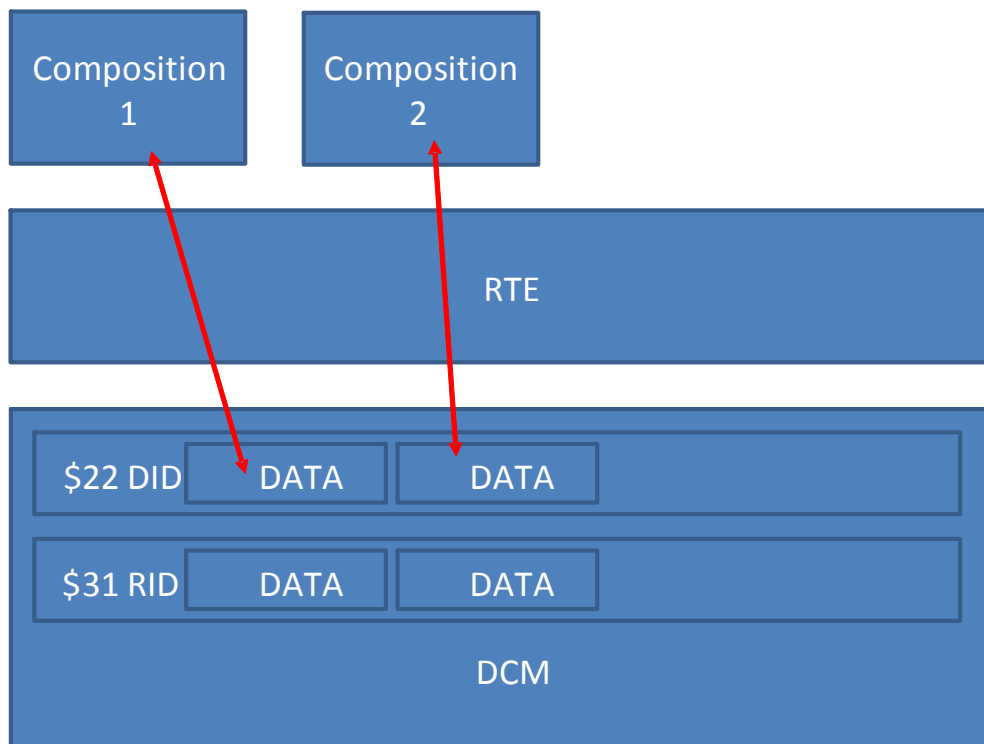 Composition
1
Composition
2
RTE
$22 DID DATA DATA
$31 RID DATA DATA
DCM